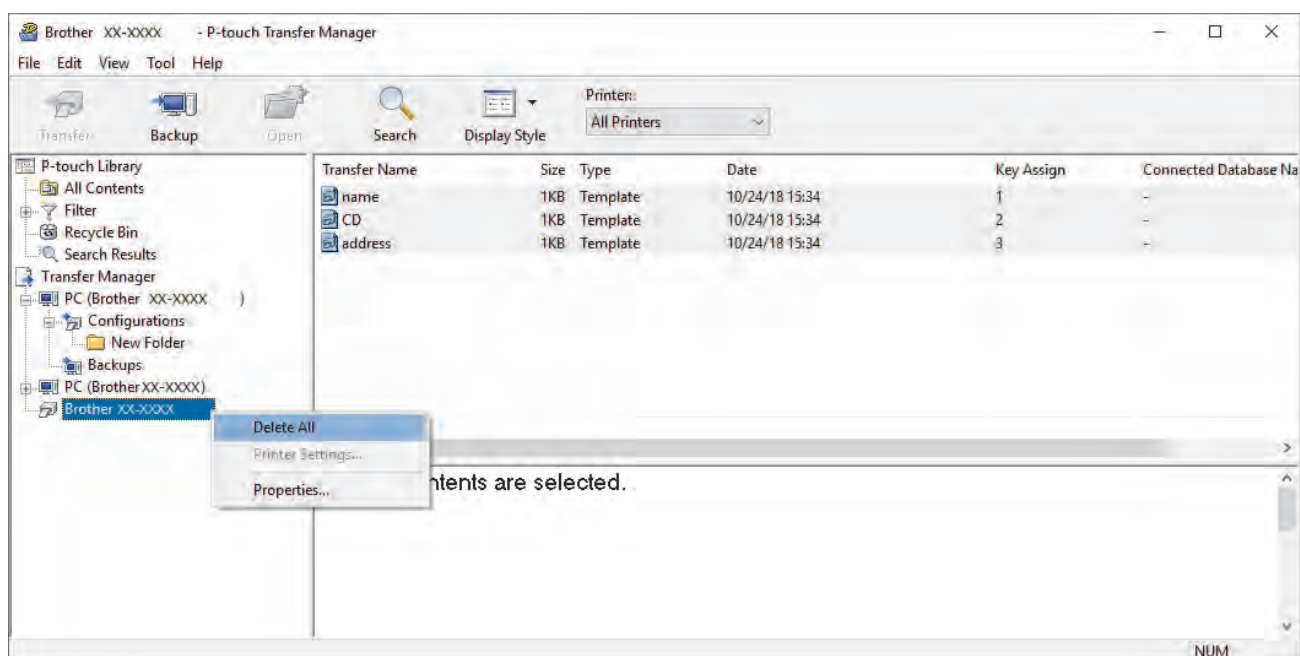 Brother XX-XXXX - P-touch Transfer Manager
File Edit View Tool Help
Transfer Backup Open Search Display Style
Printer:
All Printers
P-touch Library
All Contents
Filter
Recycle Bin
Search Results
Transfer Manager
PC (Brother XX-XXXX )
Configurations
New Folder
Backups
PC (Brother XX-XXXX)
Brother XX-XXXX
Transfer Name Size Type Date Key Assign Connected Database Na
name 1KB Template 10/24/18 15:34 1 -
CD 1KB Template 10/24/18 15:34 2 -
address 1KB Template 10/24/18 15:34 3 -
Delete All
Printer Settings...
Properties...
ntents are selected.
NUM